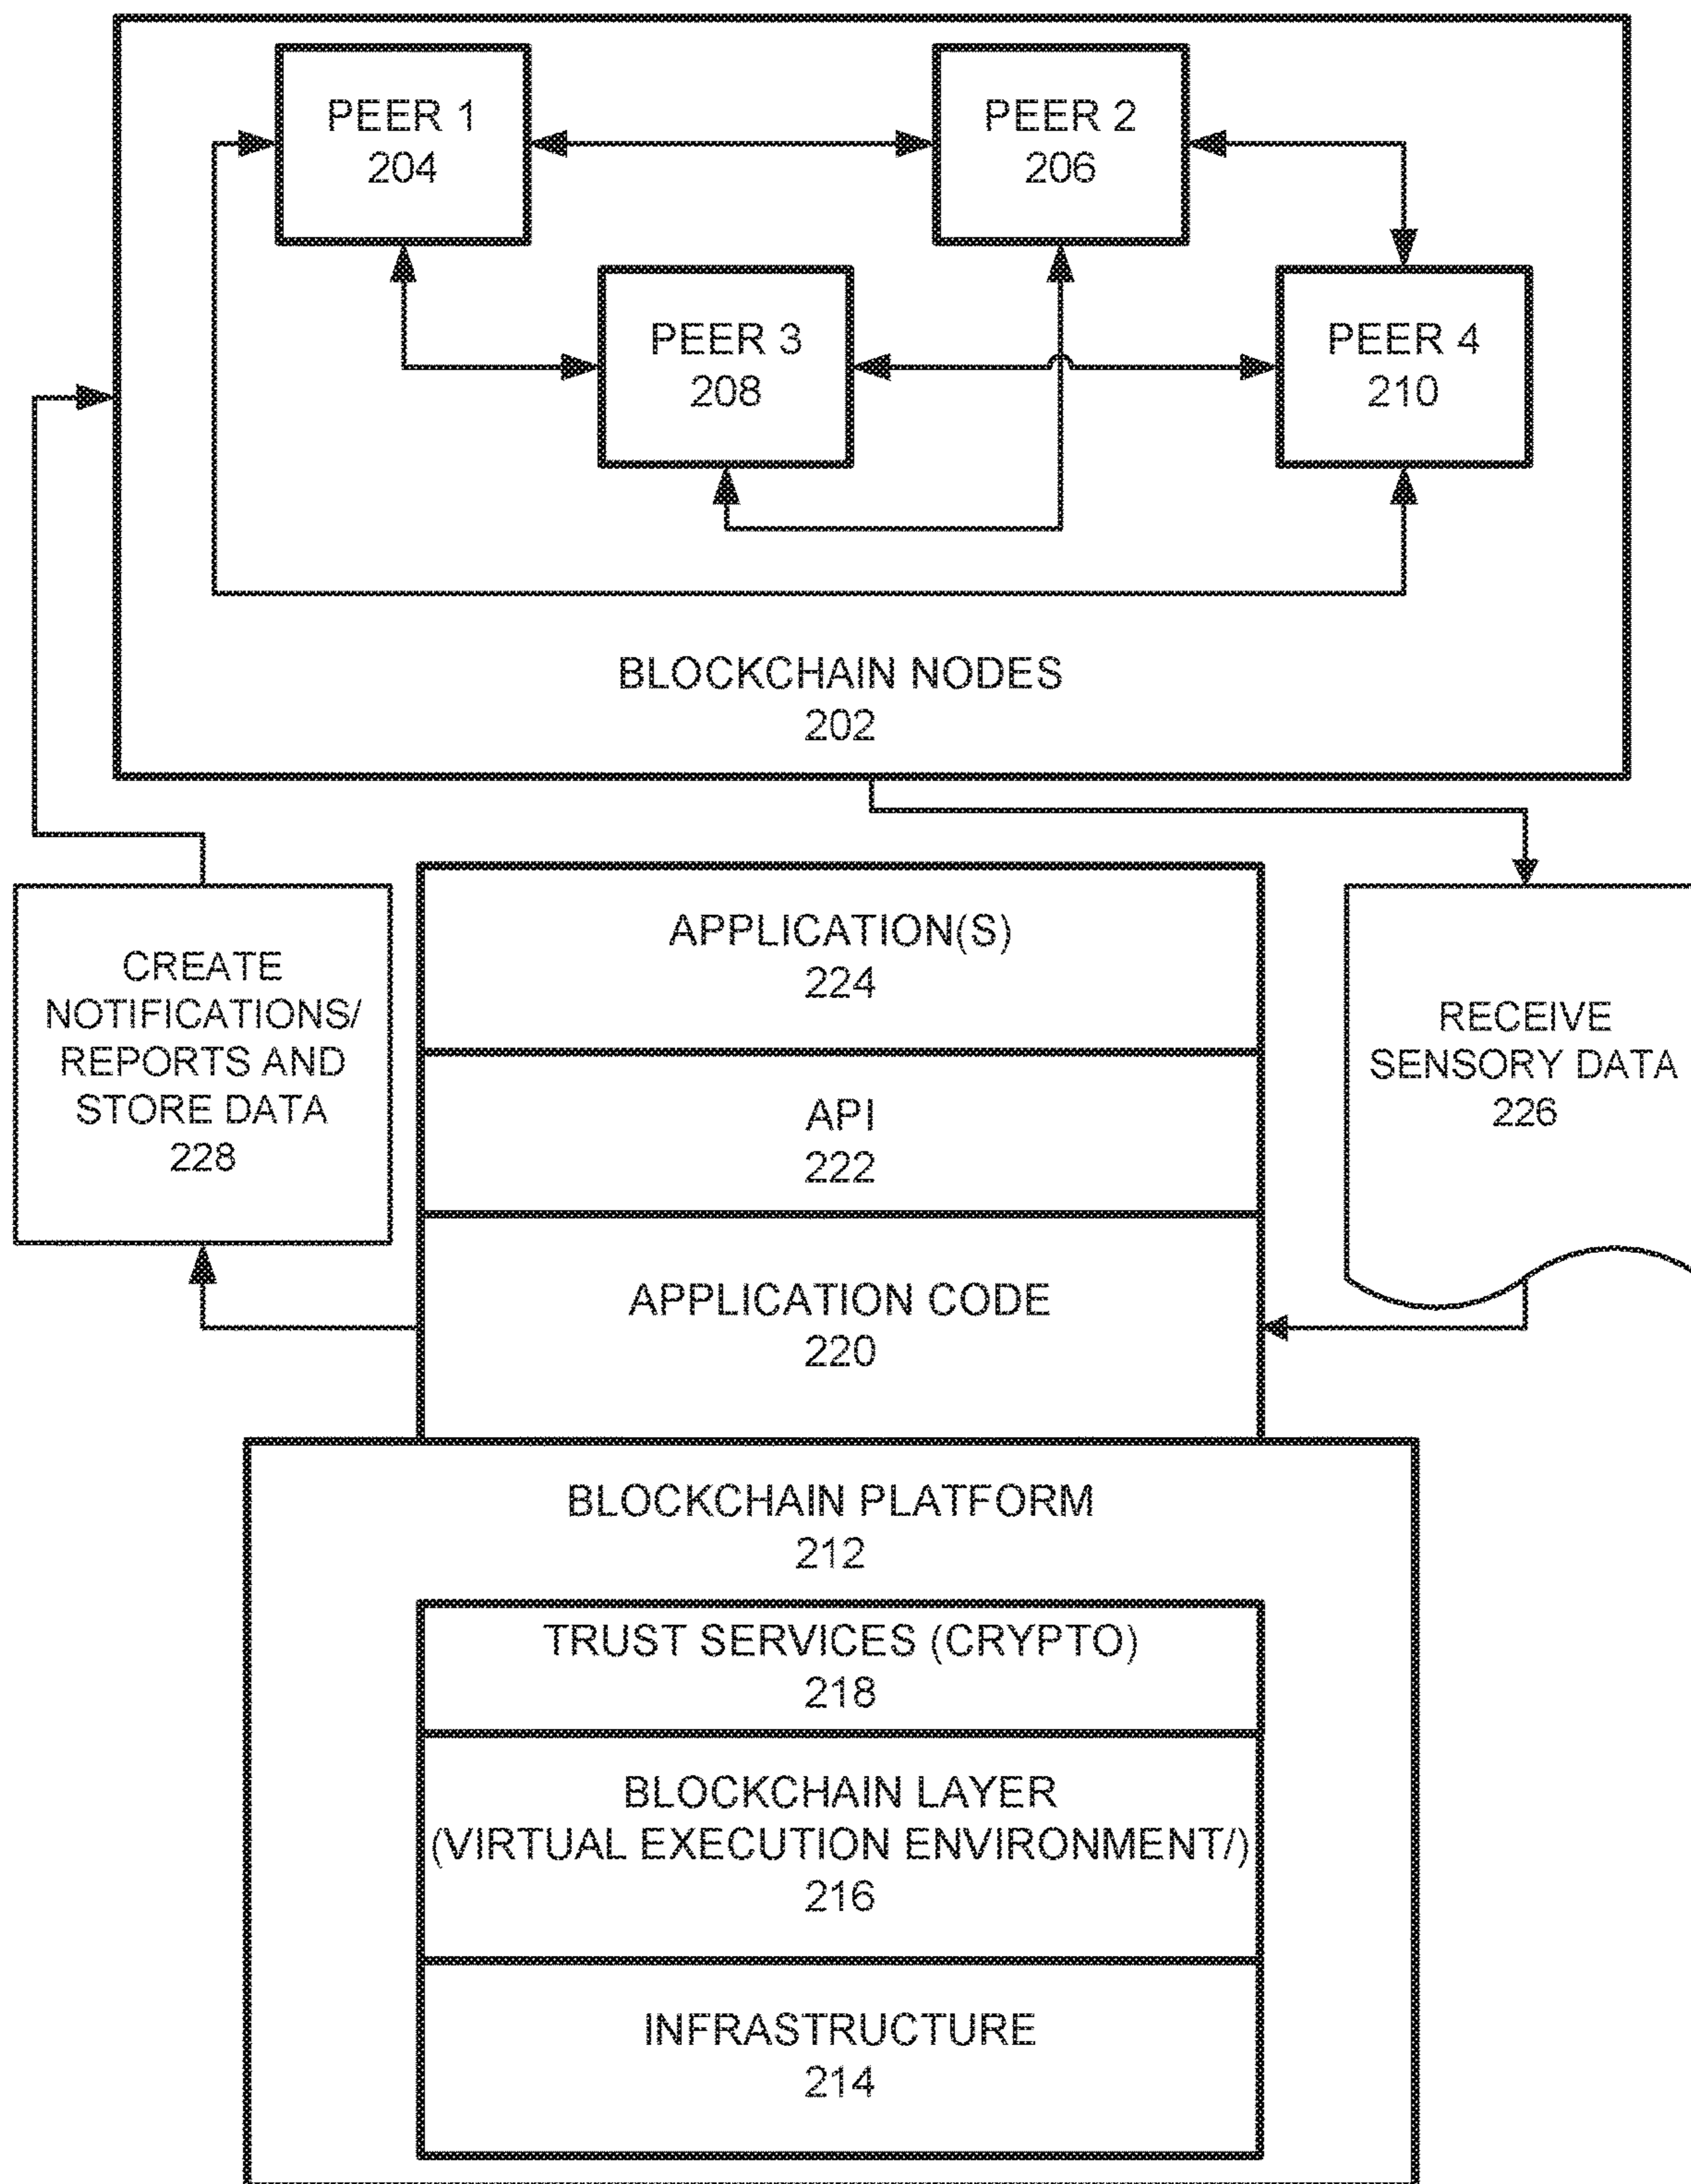 PEER 1
204
PEER 2
206
PEER 3
208
PEER 4
210
BLOCKCHAIN NODES
202
CREATE
NOTIFICATIONS/
REPORTS AND
STORE DATA
228
APPLICATION(S)
224
API
222
APPLICATION CODE
220
RECEIVE
SENSORY DATA
226
BLOCKCHAIN PLATFORM
212
TRUST SERVICES (CRYPTO)
218
BLOCKCHAIN LAYER
(VIRTUAL EXECUTION ENVIRONMENT/)
216
INFRASTRUCTURE
214